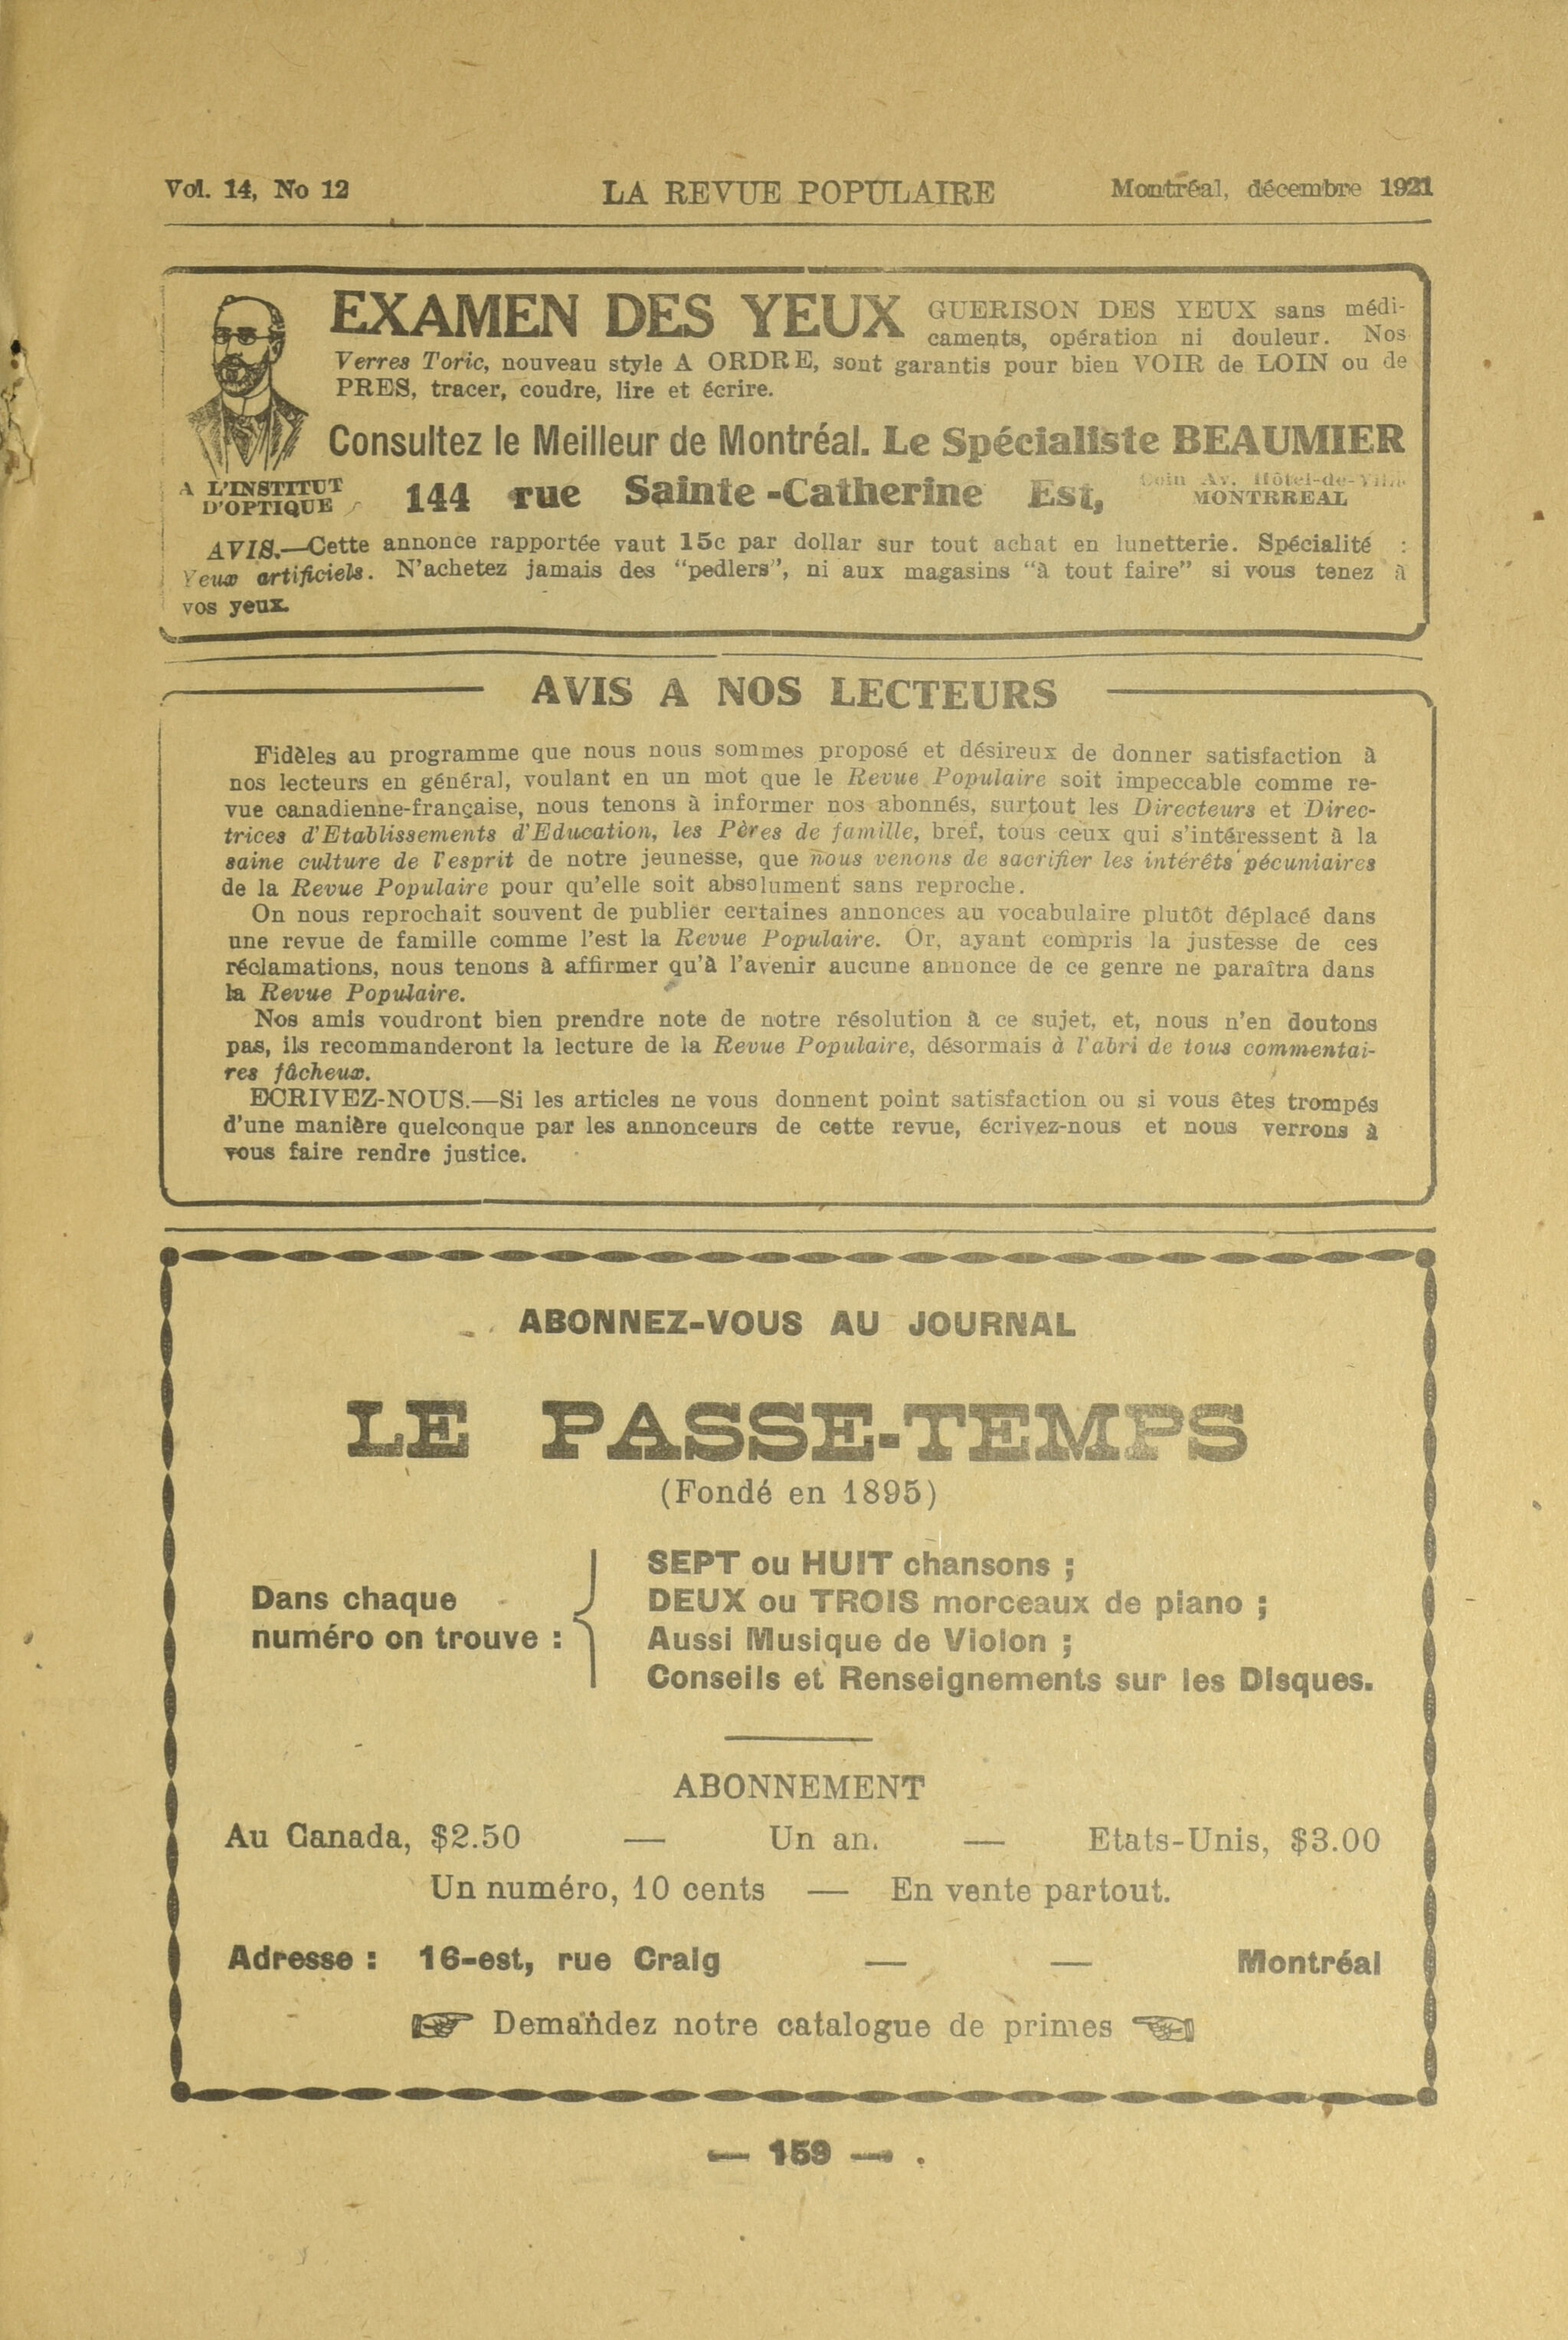 Vol. 14, No 12
LA REVUE POPULAIRE
Montréal, décembre 1921
EXAMEN DES YEUX
GUERISON DES YEUX sans médi-
caments, opération ni douleur. Nos
Verres Toric, nouveau style A ORDRE, sont garantis pour bien VOIR de LOIN ou de
PRES, tracer, coudre, lire et écrire.
Consultez le Meilleur de Montréal. Le Spécialiste BEAUMIER
A L'INSTITUT
D'OPTIQUE
144 rue Sainte-Catherine Est,
Coin Av. Hôtel-de-Ville
MONTRREAL
AVIS.—Cette annonce rapportée vaut 15c par dollar sur tout achat en lunetterie. Spécialité :
Yeux artificiels. N'achetez jamais des "pedlers", ni aux magasins "à tout faire" si vous tenez à
vos yeux.
AVIS A NOS LECTEURS
Fidèles au programme que nous nous sommes proposé et désireux de donner satisfaction à
nos lecteurs en général, voulant en un mot que le Revue Populaire soit impeccable comme re-
vue canadienne-française, nous tenons à informer nos abonnés, surtout les Directeurs et Direc-
trices d'Etablissements d'Education, les Pères de famille, bref, tous ceux qui s'intéressent à la
saine culture de l'esprit de notre jeunesse, que nous venons de sacrifier les intérêts pécuniaires
de la Revue Populaire pour qu'elle soit absolument sans reproche.
On nous reprochait souvent de publier certaines annonces au vocabulaire plutôt déplacé dans
une revue de famille comme l'est la Revue Populaire. Or, ayant compris la justesse de ces
réclamations, nous tenons à affirmer qu'à l'avenir aucune annonce de ce genre ne paraîtra dans
la Revue Populaire.
Nos amis voudront bien prendre note de notre résolution à ce sujet, et, nous n'en doutons
pas, ils recommanderont la lecture de la Revue Populaire, désormais à l'abri de tous commentai-
res fâcheux.
ECRIVEZ-NOUS.—Si les articles ne vous donnent point satisfaction ou si vous êtes trompés
d'une manière quelconque par les annonceurs de cette revue, écrivez-nous et nous verrons à
vous faire rendre justice.
ABONNEZ-VOUS AU JOURNAL
LE PASSE-TEMPS
(Fondé en 1895)
Dans chaque
numéro on trouve :
SEPT ou HUIT chansons ;
DEUX ou TROIS morceaux de piano ;
Aussi Musique de Violon ;
Conseils et Renseignements sur les Disques.
ABONNEMENT
Au Canada, $2.50 — Un an. — Etats-Unis, $3.00
Un numéro, 10 cents — En vente partout.
Adresse : 16-est, rue Craig — — Montréal
Demandez notre catalogue de primes
— 159 —